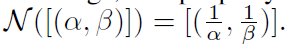 𝒩([(α, β)]) = [(1/α, 1/β)].